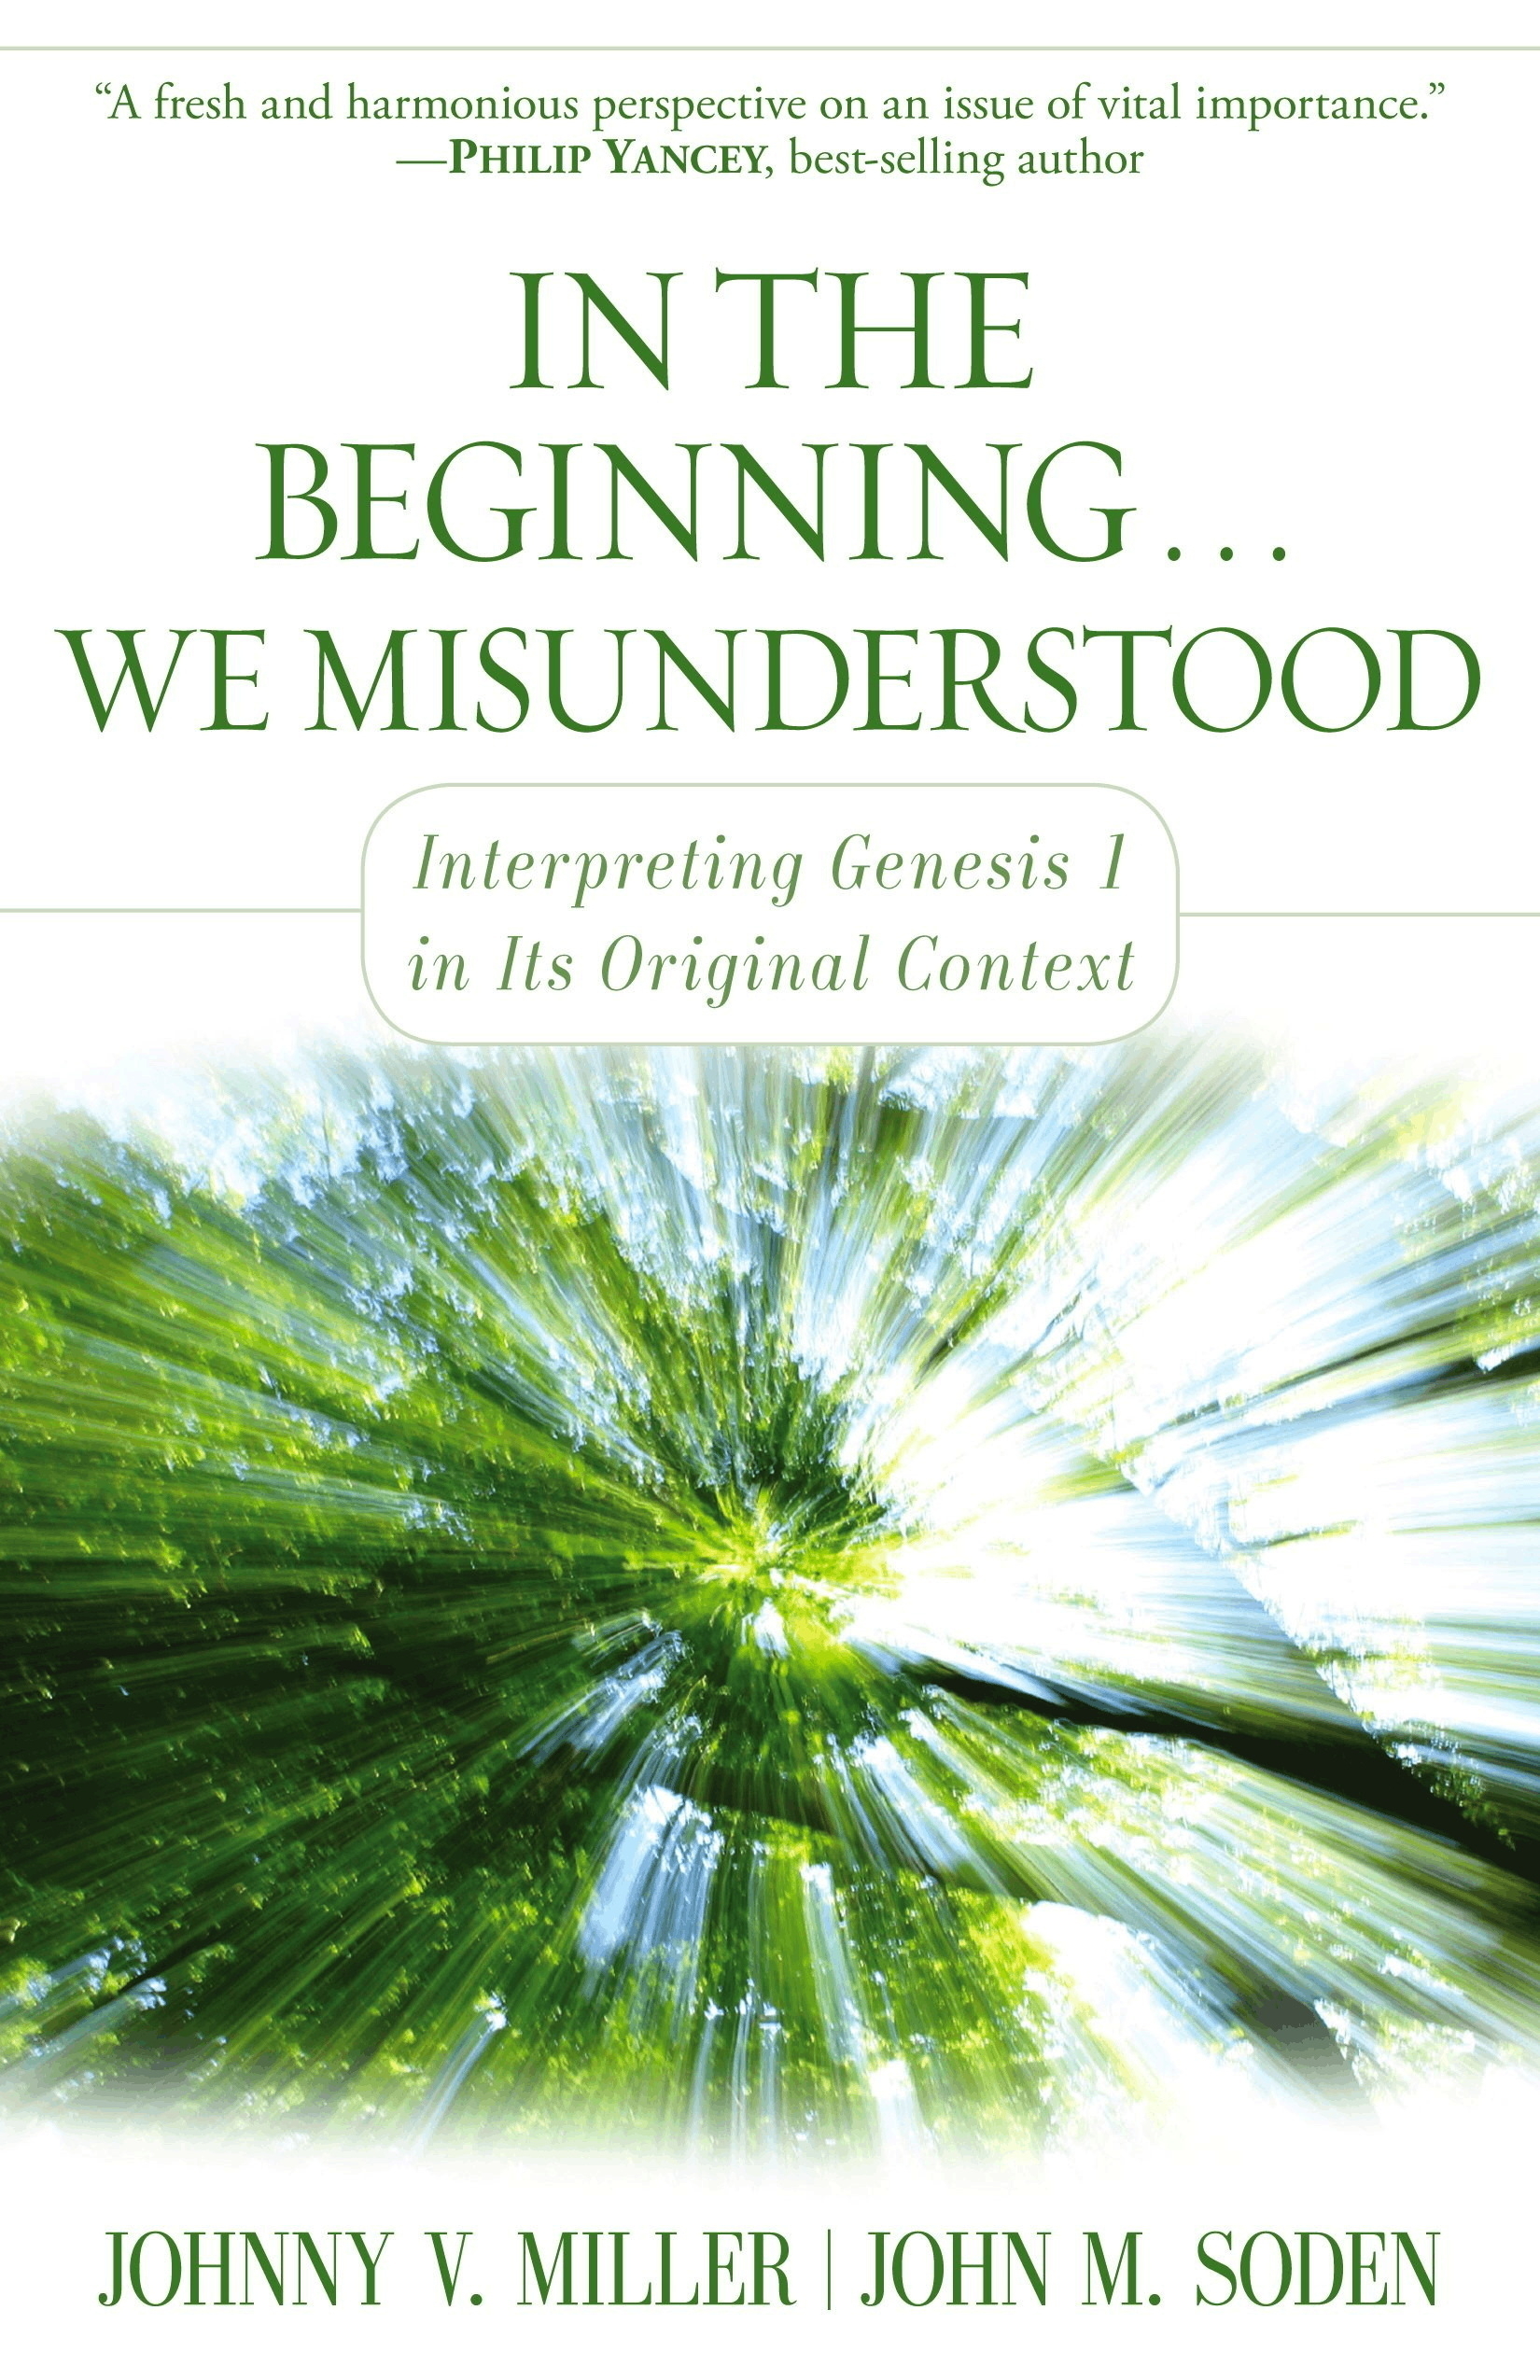 “A fresh and harmonious perspective on an issue of vital importance.”
—PHILIP YANCEY, best-selling author
IN THE
BEGINNING . . .
WE MISUNDERSTOOD
Interpreting Genesis 1
in Its Original Context
JOHNNY V. MILLER | JOHN M. SODEN